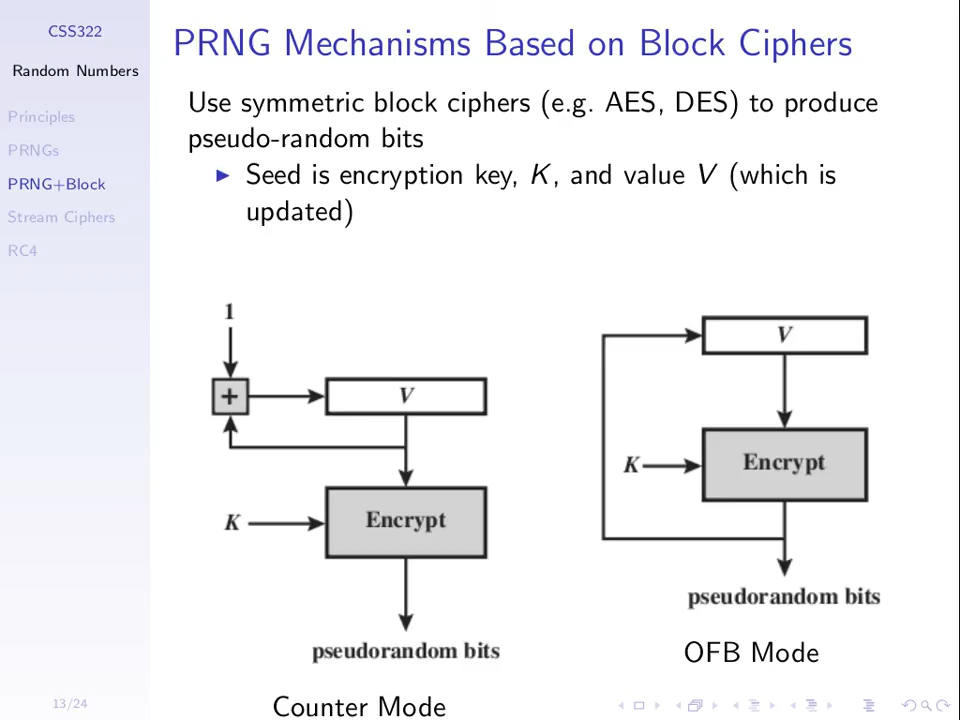 CSS322
Random Numbers
Principles
PRNGs
PRNG+Block
Stream Ciphers
RC4
13/24
PRNG Mechanisms Based on Block Ciphers
Use symmetric block ciphers (e.g. AES, DES) to produce
pseudo-random bits
Seed is encryption key, K, and value V (which is
updated)
1
+
V
K
Encrypt
pseudorandom bits
Counter Mode
V
K
Encrypt
pseudorandom bits
OFB Mode